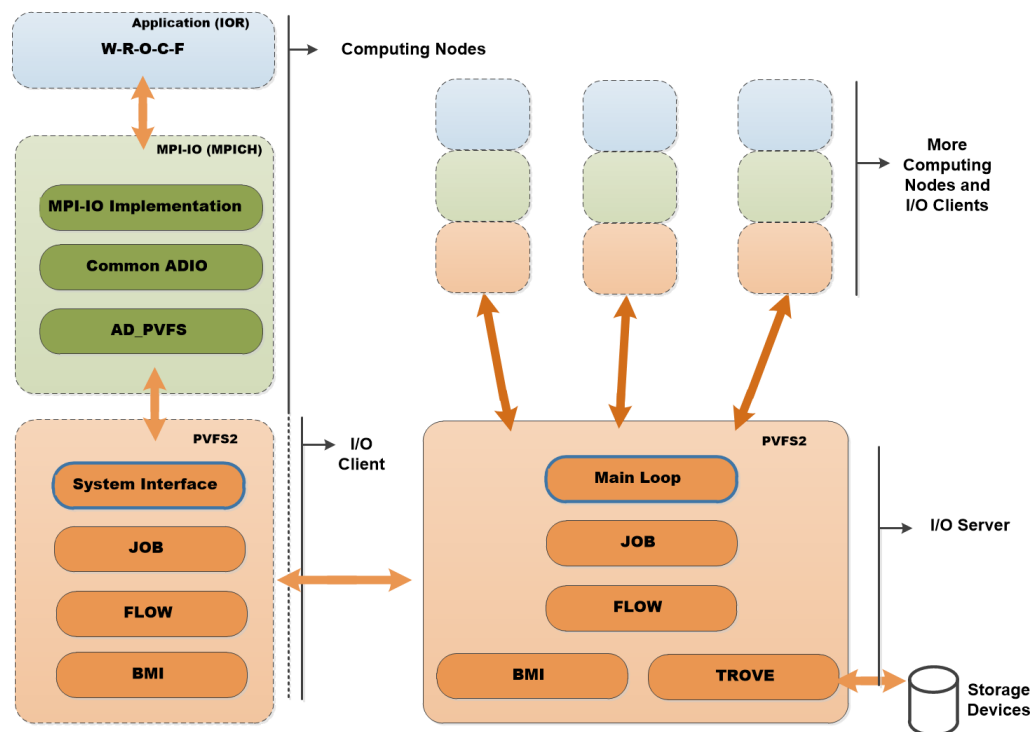 Application (IOR)
W-R-O-C-F
Computing Nodes
MPI-IO (MPICH)
MPI-IO Implementation
Common ADIO
AD_PVFS
More
Computing
Nodes and
I/O Clients
PVFS2
System Interface
JOB
FLOW
BMI
I/O
Client
PVFS2
Main Loop
JOB
FLOW
BMI
TROVE
I/O Server
Storage
Devices